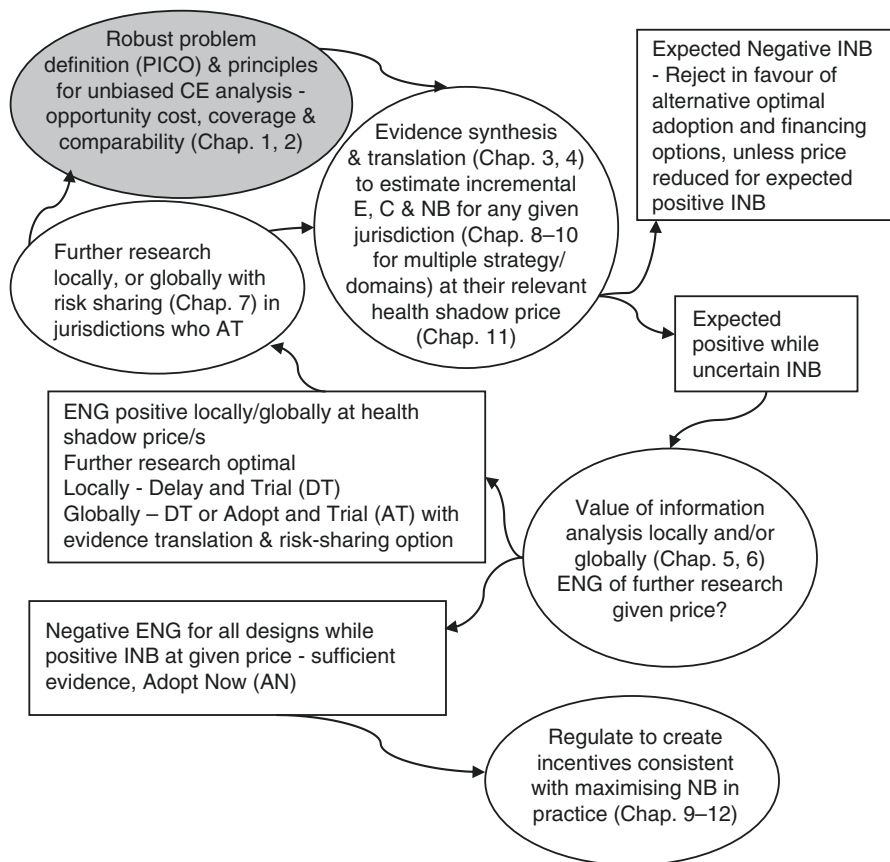 Robust problem
definition (PICO) & principles
for unbiased CE analysis -
opportunity cost, coverage &
comparability (Chap. 1, 2)
Expected Negative INB
- Reject in favour of
alternative optimal
adoption and financing
options, unless price
reduced for expected
positive INB
Evidence synthesis
& translation (Chap. 3, 4)
to estimate incremental
E, C & NB for any given
jurisdiction (Chap. 8–10
for multiple strategy/
domains) at their relevant
health shadow price
(Chap. 11)
Further research
locally, or globally with
risk sharing (Chap. 7) in
jurisdictions who AT
Expected
positive while
uncertain INB
ENG positive locally/globally at health
shadow price/s
Further research optimal
Locally - Delay and Trial (DT)
Globally – DT or Adopt and Trial (AT) with
evidence translation & risk-sharing option
Value of information
analysis locally and/or
globally (Chap. 5, 6)
ENG of further research
given price?
Negative ENG for all designs while
positive INB at given price - sufficient
evidence, Adopt Now (AN)
Regulate to create
incentives consistent
with maximising NB in
practice (Chap. 9–12)